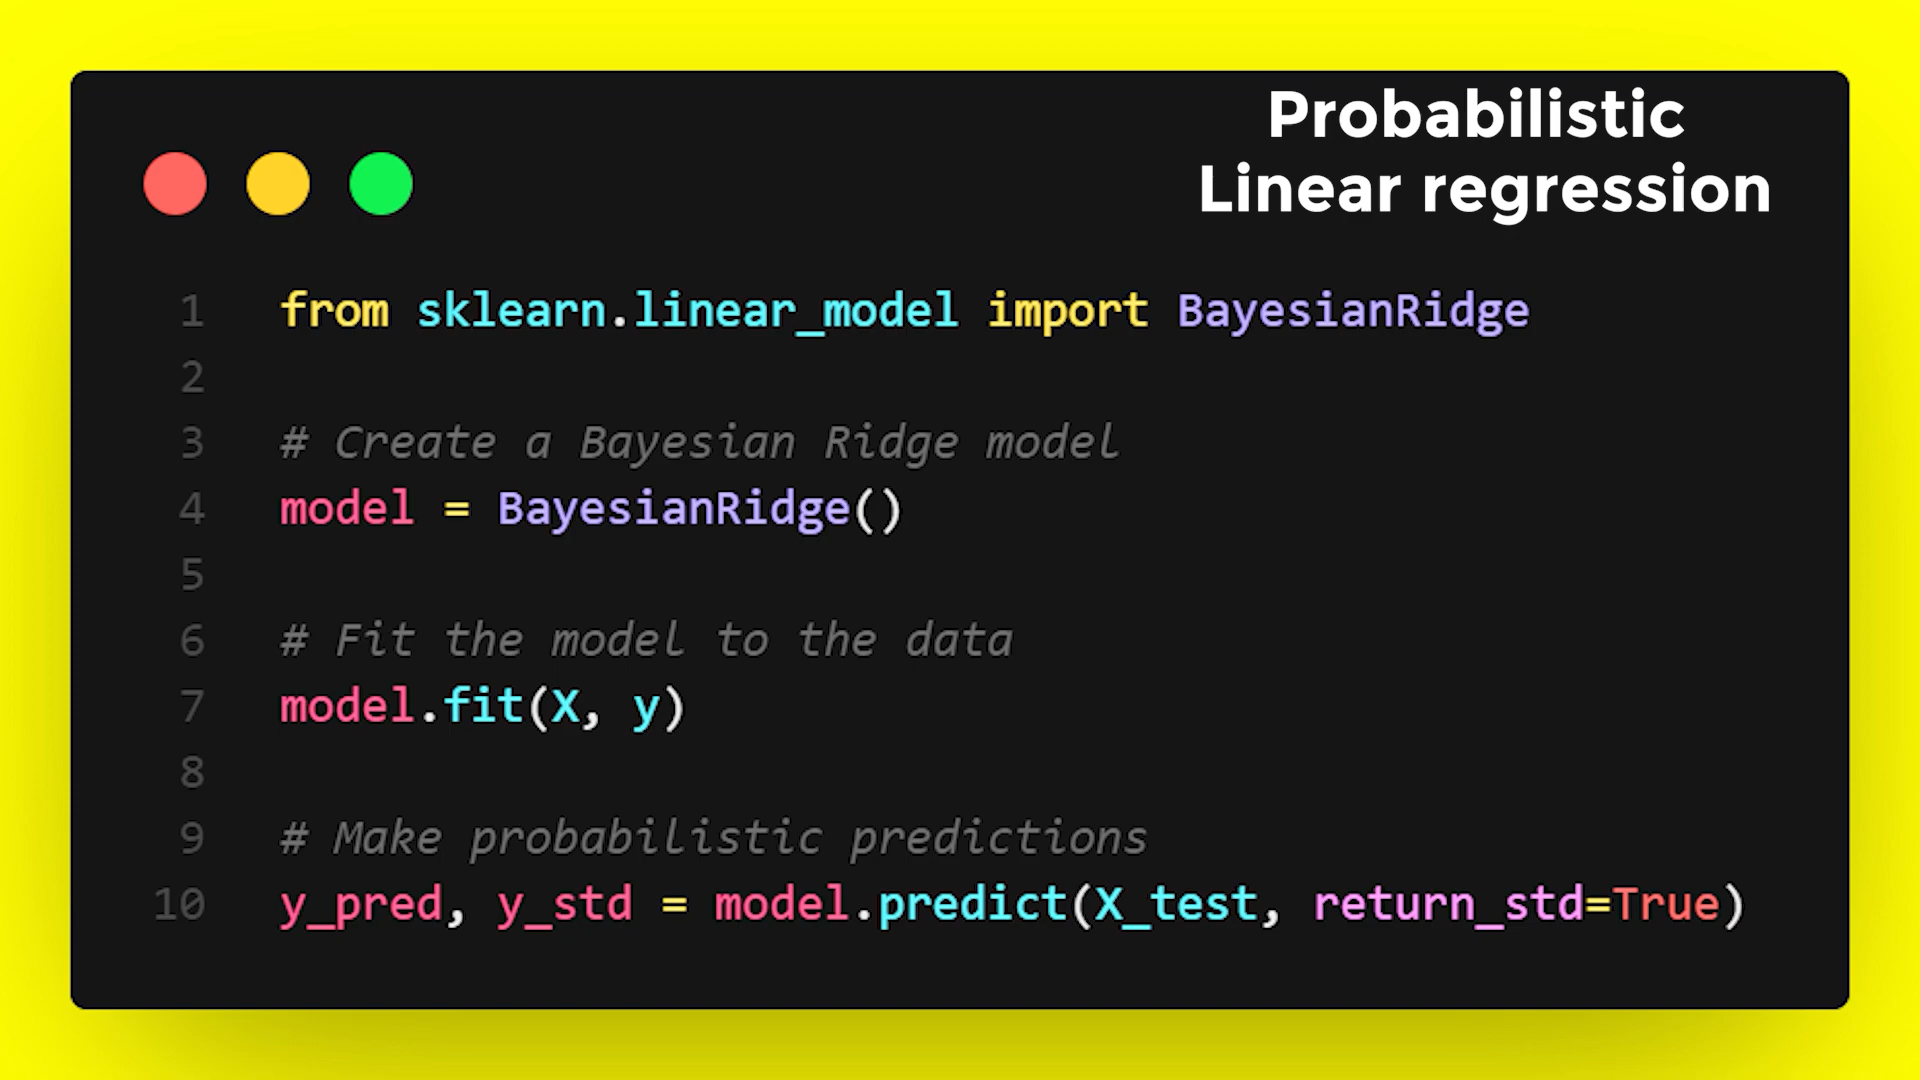 Probabilistic
Linear regression
1 from sklearn.linear_model import BayesianRidge
2
3 # Create a Bayesian Ridge model
4 model = BayesianRidge()
5
6 # Fit the model to the data
7 model.fit(X, y)
8
9 # Make probabilistic predictions
10 y_pred, y_std = model.predict(X_test, return_std=True)